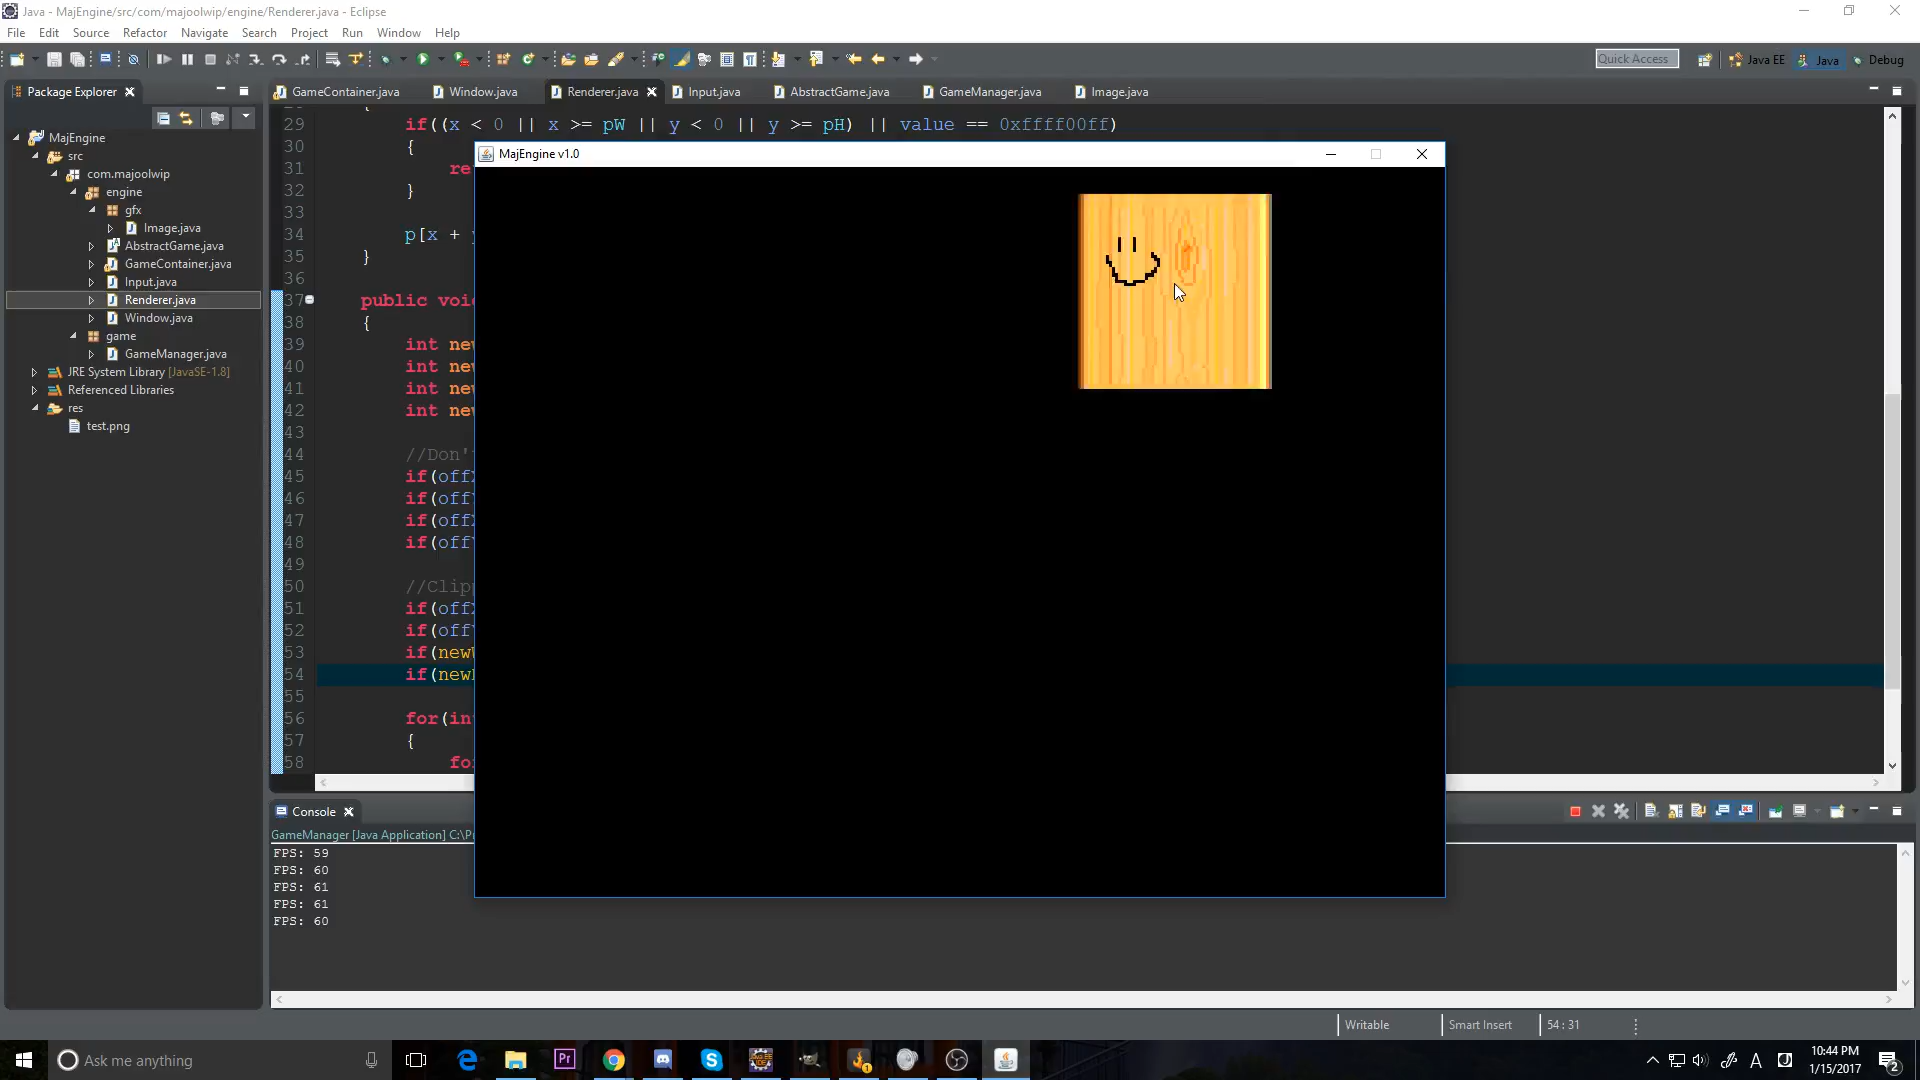 Java - MajEngine/src/com/majoolwip/engine/Renderer.java - Eclipse
File Edit Source Refactor Navigate Search Project Run Window Help
Quick Access Java EE Java Debug
Package Explorer
GameContainer.java Window.java Renderer.java Input.java AbstractGame.java GameManager.java Image.java
MajEngine
src
com.majoolwip
engine
gfx
Image.java
AbstractGame.java
GameContainer.java
Input.java
Renderer.java
Window.java
game
GameManager.java
JRE System Library [JavaSE-1.8]
Referenced Libraries
res
test.png
29 if((x < 0 || x >= pW || y < 0 || y >= pH) || value == 0xffff00ff)
30 {
31 re
32 }
33
34 p[x +
35 }
36
37 public voi
38 {
39 int new
40 int new
41 int new
42 int new
43
44 //Don'
45 if(off
46 if(off
47 if(off
48 if(off
49
50 //Clip
51 if(off
52 if(off
53 if(new
54 if(new
55
56 for(in
57 {
58 fo
MajEngine v1.0
Console
GameManager [Java Application] C:\P
FPS: 59
FPS: 60
FPS: 61
FPS: 61
FPS: 60
Writable Smart Insert 54 : 31
Ask me anything
10:44 PM
1/15/2017